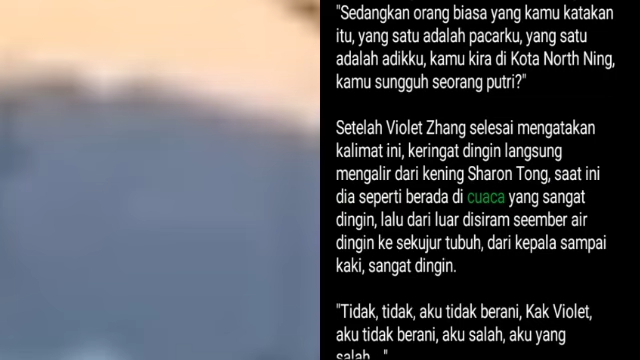 "Sedangkan orang biasa yang kamu katakan
itu, yang satu adalah pacarku, yang satu
adalah adikku, kamu kira di Kota North Ning,
kamu sungguh seorang putri?"
Setelah Violet Zhang selesai mengatakan
kalimat ini, keringat dingin langsung
mengalir dari kening Sharon Tong, saat ini
dia seperti berada di cuaca yang sangat
dingin, lalu dari luar disiram seember air
dingin ke sekujur tubuh, dari kepala sampai
kaki, sangat dingin.
"Tidak, tidak, aku tidak berani, Kak Violet,
aku tidak berani, aku salah, aku yang
salah..."